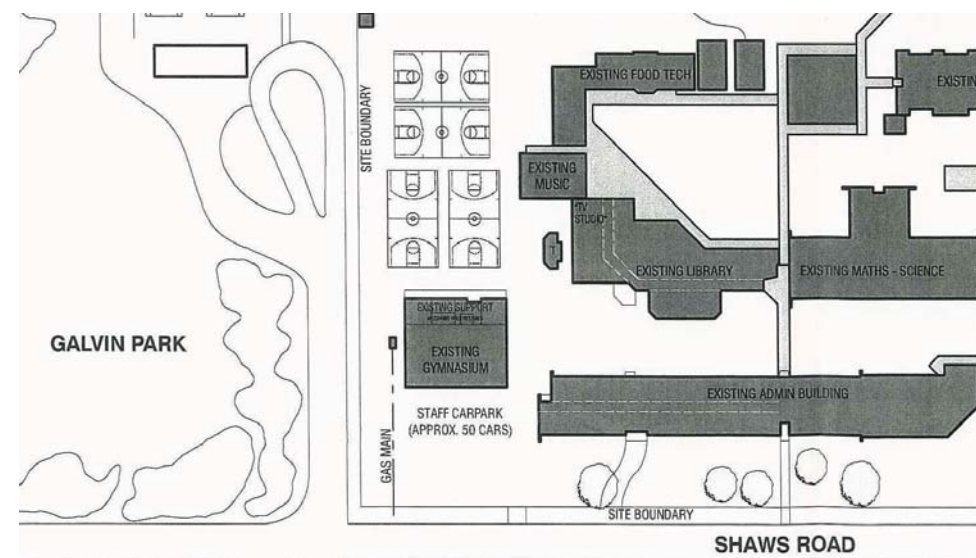 EXISTING FOOD TECH
EXISTIN
SITE BOUNDARY
EXISTING
MUSIC
"TV
STUDIO"
T
EXISTING LIBRARY
EXISTING MATHS - SCIENCE
EXISTING SUPPORT
GALVIN PARK
EXISTING
GYMNASIUM
EXISTING ADMIN BUILDING
STAFF CARPARK
(APPROX. 50 CARS)
GAS MAIN
SITE BOUNDARY
SHAWS ROAD